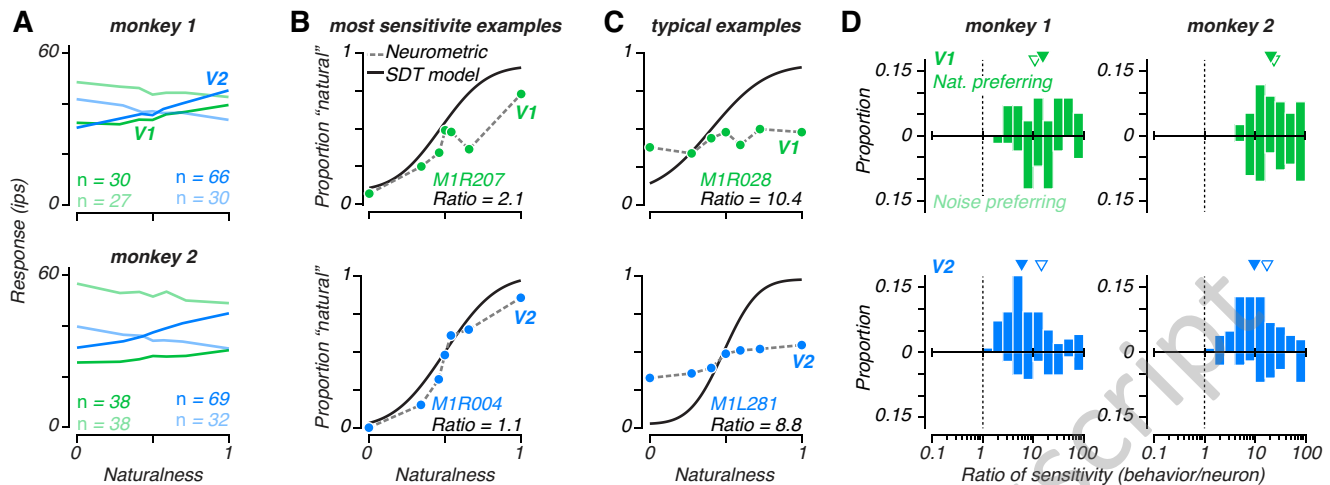 A
monkey 1
60
V2
V1
n = 30
n = 66
n = 27
n = 30
0
Response (ips)
monkey 2
60
n = 38
n = 69
n = 38
n = 32
0
0
1
Naturalness
B
most sensitivite examples
1
Neurometric
SDT model
V1
M1R207
Ratio = 2.1
0
Proportion “natural”
1
V2
M1R004
Ratio = 1.1
0
Proportion “natural”
0
1
Naturalness
C
typical examples
1
V1
M1R028
Ratio = 10.4
0
1
V2
M1L281
Ratio = 8.8
0
0
1
Naturalness
D
monkey 1
monkey 2
V1
Nat. preferring
0.15
0
0.15
Noise preferring
Proportion
0.15
0
0.15
V2
0.15
0
0.15
Proportion
0.15
0
0.15
0.1
1
10
100
0.1
1
10
100
Ratio of sensitivity (behavior/neuron)
script